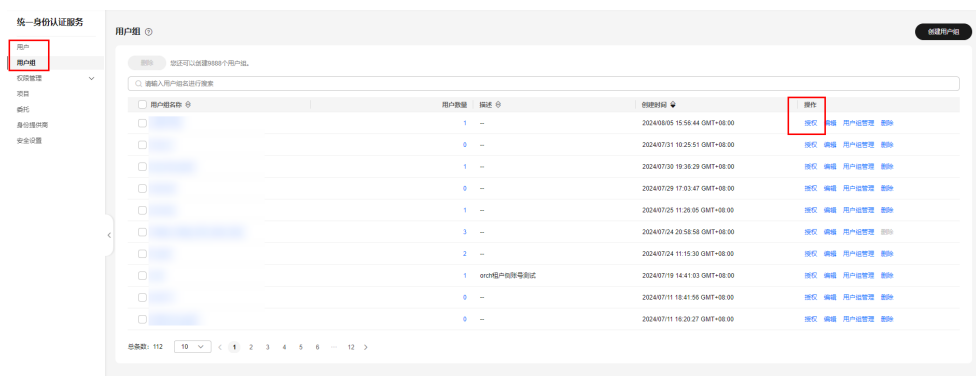 统一身份认证服务
用户
用户组
权限管理
项目
委托
身份提供商
安全设置
用户组
创建用户组
删除 您还可以创建9888个用户组。
请输入用户组名进行搜索
用户组名称 用户数量 描述 创建时间 操作
1 -- 2024/08/05 15:56:44 GMT+08:00 授权 编辑 用户组管理 删除
0 -- 2024/07/31 10:25:51 GMT+08:00 授权 编辑 用户组管理 删除
1 -- 2024/07/30 19:36:29 GMT+08:00 授权 编辑 用户组管理 删除
0 -- 2024/07/29 17:03:47 GMT+08:00 授权 编辑 用户组管理 删除
1 -- 2024/07/25 11:26:05 GMT+08:00 授权 编辑 用户组管理 删除
3 -- 2024/07/24 20:58:58 GMT+08:00 授权 编辑 用户组管理 删除
2 -- 2024/07/24 11:15:30 GMT+08:00 授权 编辑 用户组管理 删除
1 orch租户侧账号测试 2024/07/19 14:41:03 GMT+08:00 授权 编辑 用户组管理 删除
0 -- 2024/07/11 18:41:56 GMT+08:00 授权 编辑 用户组管理 删除
0 -- 2024/07/11 16:20:27 GMT+08:00 授权 编辑 用户组管理 删除
总条数: 112 10 < 1 2 3 4 5 6 ... 12 >